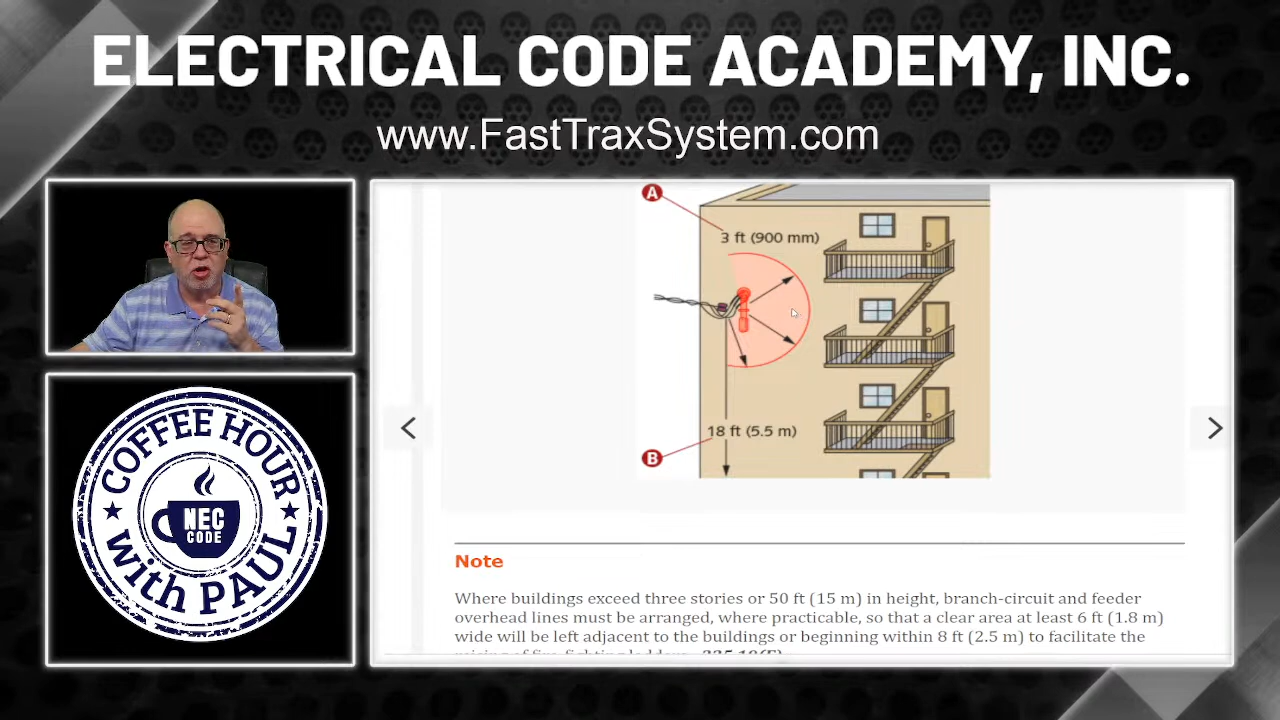 ELECTRICAL CODE ACADEMY, INC.
www.FastTraxSystem.com
A
3 ft (900 mm)
18 ft (5.5 m)
B
COFFEE HOUR
NEC
CODE
with PAUL
Note
Where buildings exceed three stories or 50 ft (15 m) in height, branch-circuit and feeder
overhead lines must be arranged, where practicable, so that a clear area at least 6 ft (1.8 m)
wide will be left adjacent to the buildings or beginning within 8 ft (2.5 m) to facilitate the